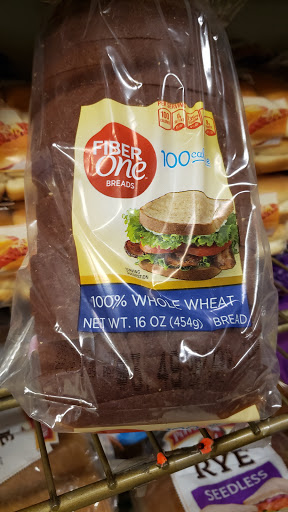 FIBER
one
BREADS
100
100% WHOLE WHEAT
NET WT. 16 OZ (454g) BREAD
RYE
SEEDLESS